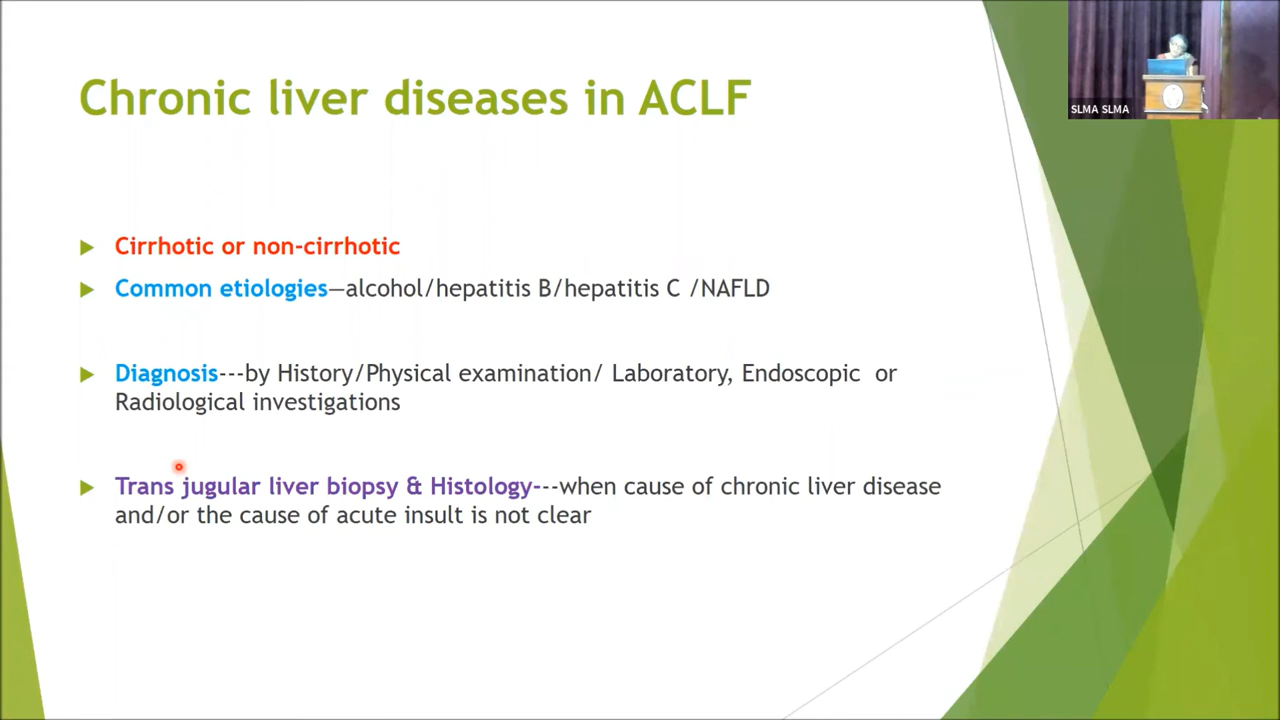 Chronic liver diseases in ACLF
SLMA SLMA
Cirrhotic or non-cirrhotic
Common etiologies—alcohol/hepatitis B/hepatitis C /NAFLD
Diagnosis---by History/Physical examination/ Laboratory, Endoscopic or
Radiological investigations
Trans jugular liver biopsy & Histology---when cause of chronic liver disease
and/or the cause of acute insult is not clear